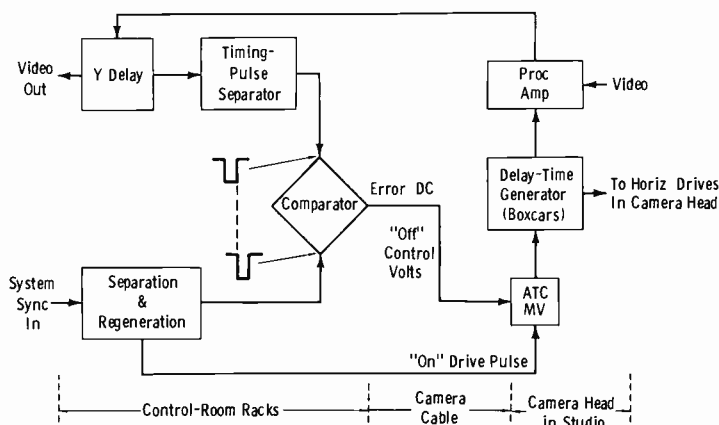 Video
Out
Y Delay
Timing-
Pulse
Separator
Proc
Amp
Video
Comparator
Error DC
"Off"
Control
Volts
Delay-Time
Generator
(Boxcars)
To Horiz Drives
In Camera Head
System
Sync
In
Separation
&
Regeneration
ATC
MV
"On" Drive Pulse
Control-Room Racks
Camera
Cable
Camera Head
in Studio